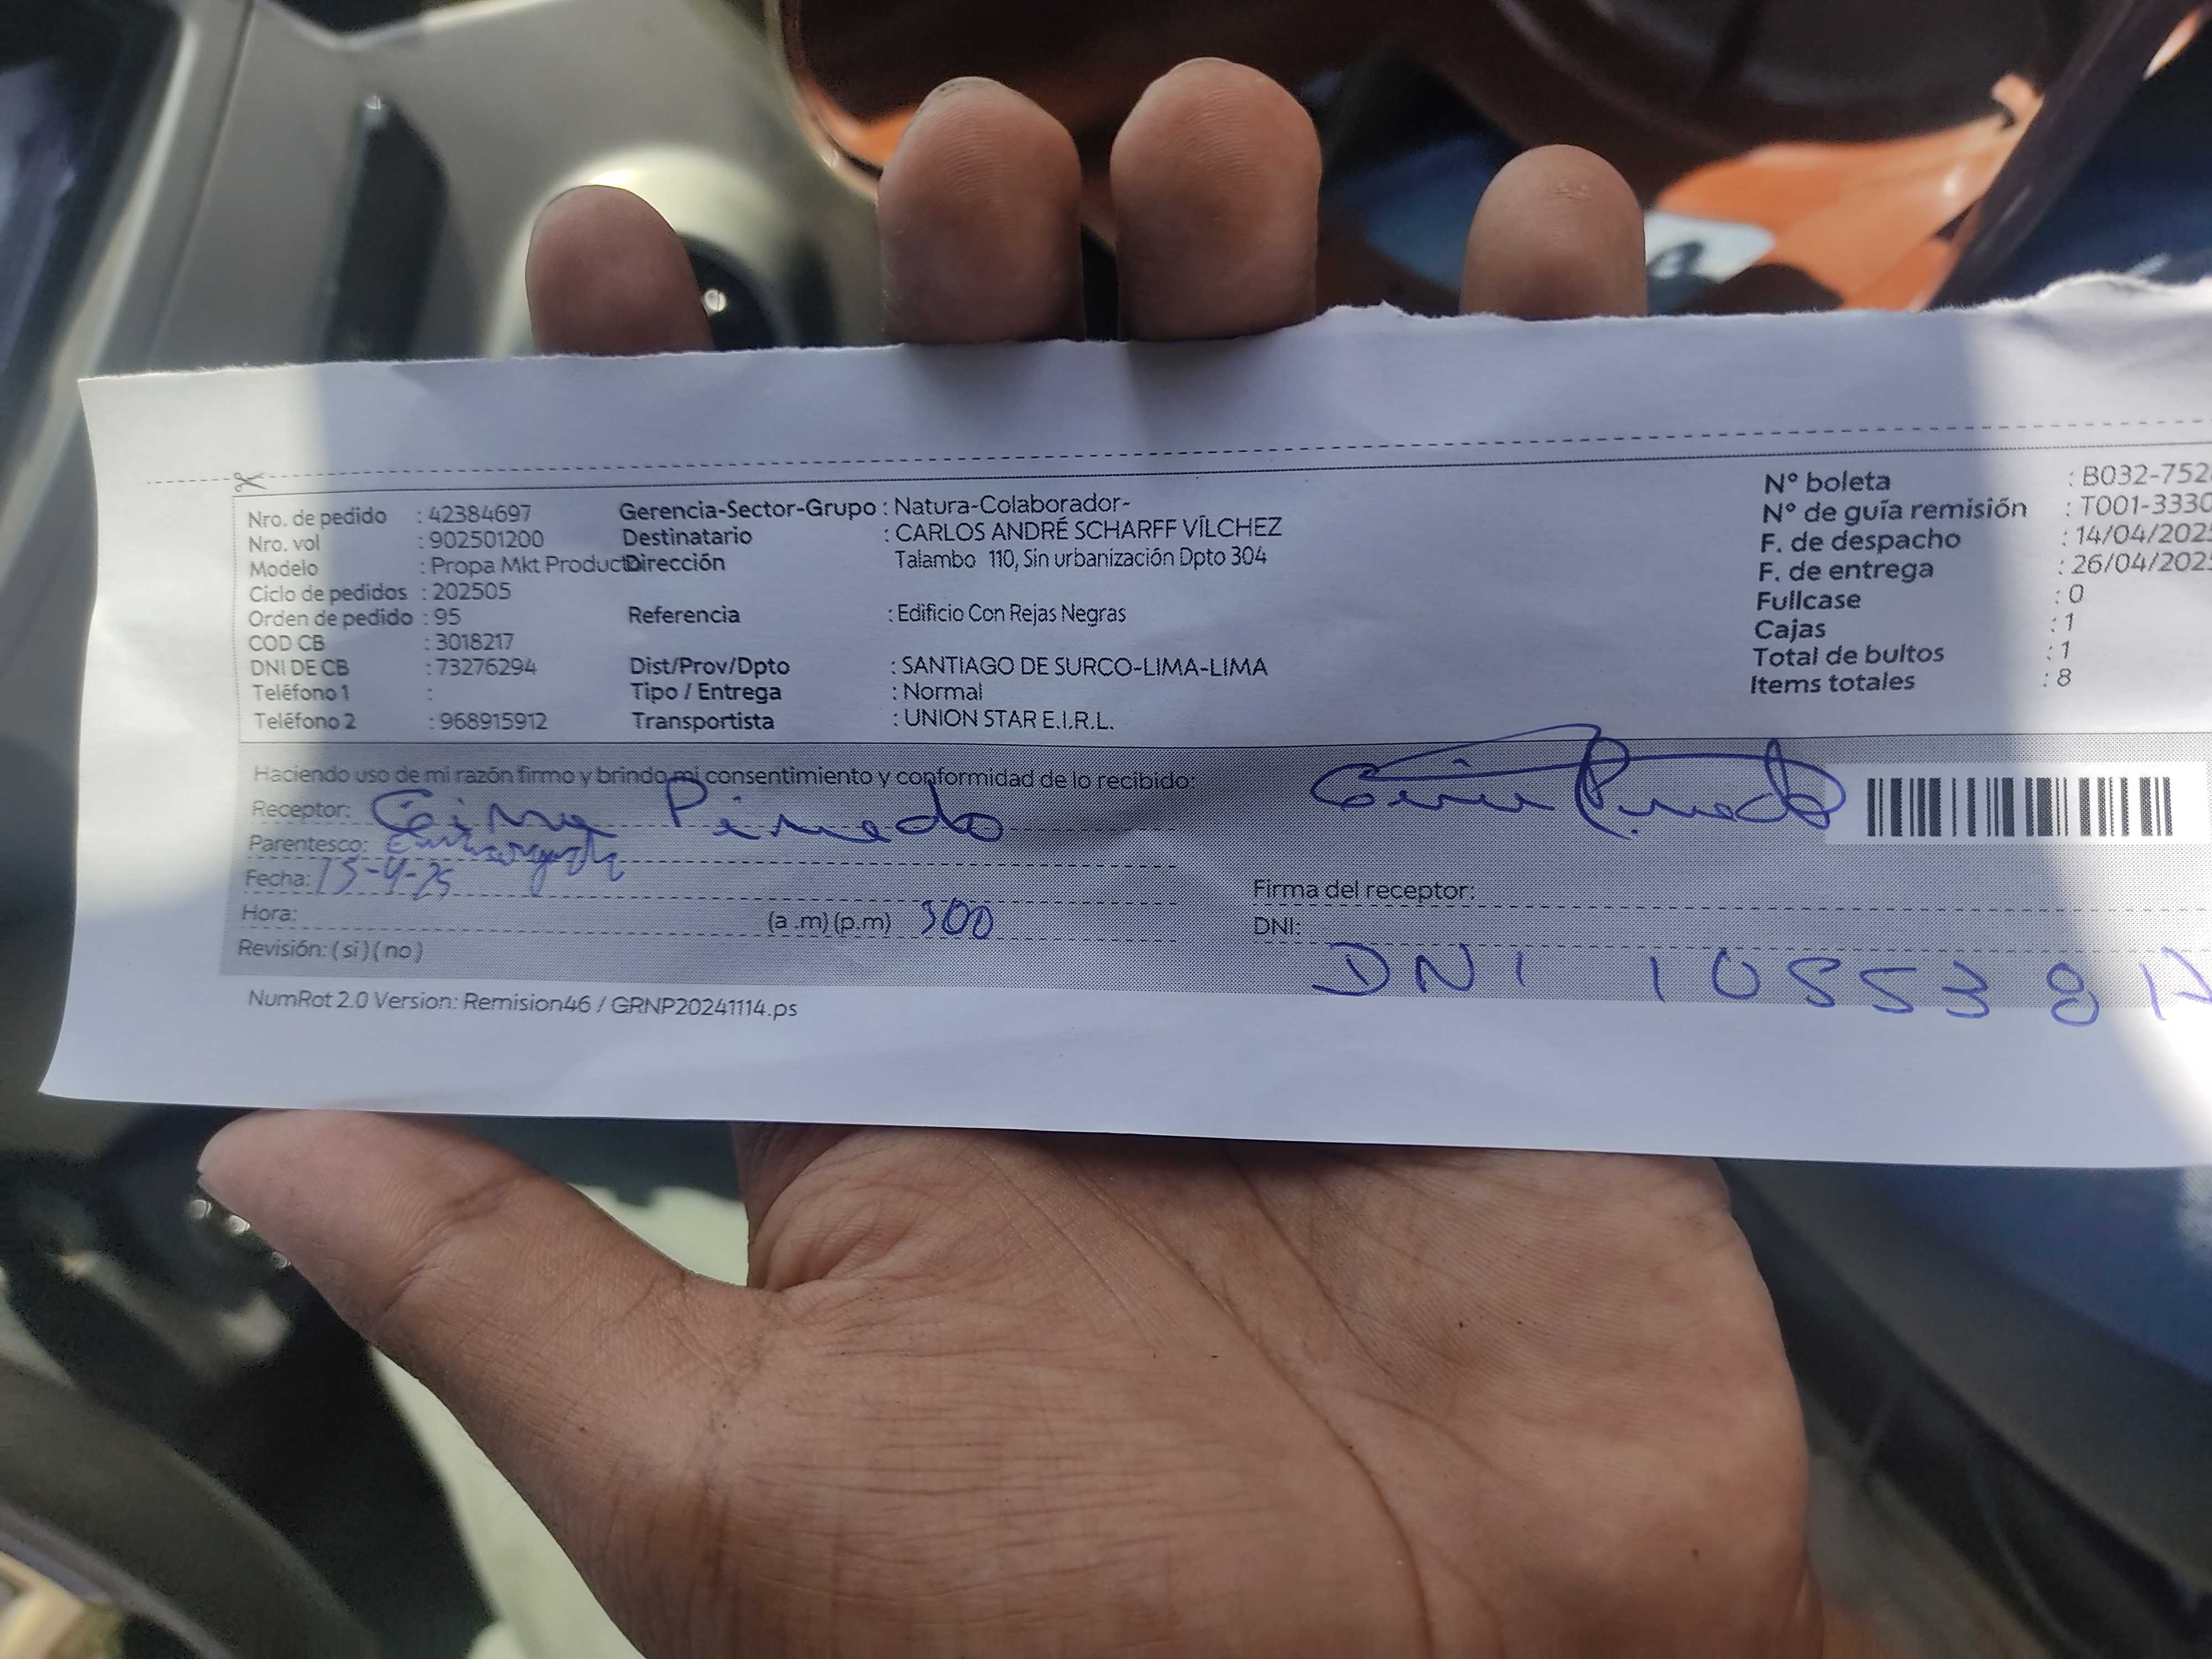 Nro. de pedido : 42384697 Gerencia-Sector-Grupo : Natura-Colaborador- N° boleta : B032-752
Nro. vol : 902501200 Destinatario : CARLOS ANDRÉ SCHARFF VÍLCHEZ N° de guía remisión : T001-3330
Modelo : Propa Mkt Product Dirección Talambo 110, Sin urbanización Dpto 304 F. de despacho : 14/04/202
Ciclo de pedidos : 202505 F. de entrega : 26/04/202
Orden de pedido : 95 Referencia : Edificio Con Rejas Negras Fullcase : 0
COD CB : 3018217 Cajas : 1
DNI DE CB : 73276294 Dist/Prov/Dpto : SANTIAGO DE SURCO-LIMA-LIMA Total de bultos : 1
Teléfono 1 : Tipo / Entrega : Normal Items totales : 8
Teléfono 2 : 968915912 Transportista : UNION STAR E.I.R.L.
Haciendo uso de mi razón firmo y brindo mi consentimiento y conformidad de lo recibido:
Receptor: Pinedo
Parentesco:
Fecha: 15-4-25 Firma del receptor:
Hora: (a .m) (p.m) 300 DNI:
Revisión: ( si ) ( no ) DNI 1055381
NumRot 2.0 Version: Remision46 / GRNP20241114.ps